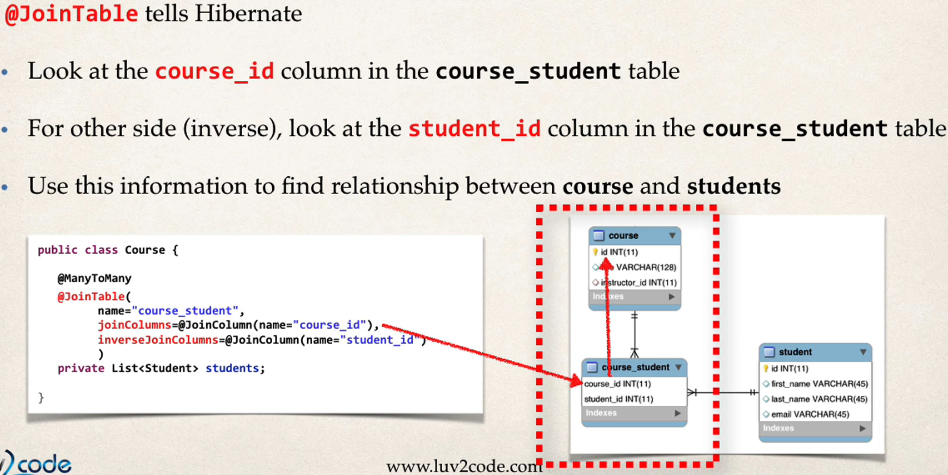 @JoinTable tells Hibernate
• Look at the course_id column in the course_student table
• For other side (inverse), look at the student_id column in the course_student table
• Use this information to find relationship between course and students
public class Course {
@ManyToMany
@JoinTable(
name="course_student",
joinColumns=@JoinColumn(name="course_id"),
inverseJoinColumns=@JoinColumn(name="student_id")
)
private List<Student> students;
}
course
id INT(11)
VARCHAR(128)
instructor_id INT(11)
Indexes
course_student
course_id INT(11)
student_id INT(11)
Indexes
student
id INT(11)
first_name VARCHAR(45)
last_name VARCHAR(45)
email VARCHAR(45)
Indexes
code
www.luv2code.com